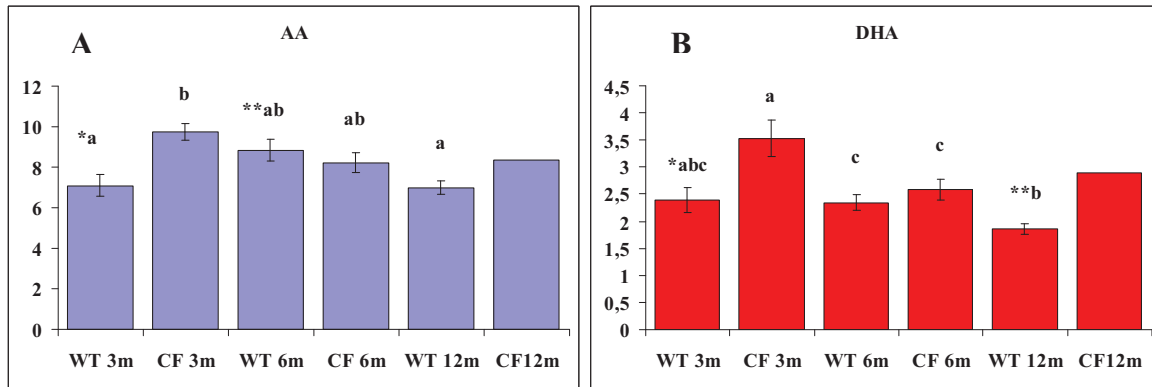 A
AA
12
10
8
6
4
2
0
*a
b
**ab
ab
a
WT 3m CF 3m WT 6m CF 6m WT 12m CF12m
B
DHA
4,5
4
3,5
3
2,5
2
1,5
1
0,5
0
*abc
a
c
c
**b
WT 3m CF 3m WT 6m CF 6m WT 12m CF12m